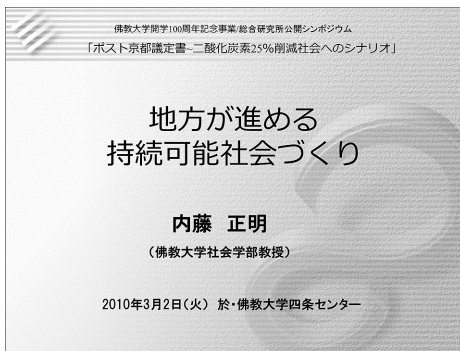 佛教大学開学100周年記念事業/総合研究所公開シンポジウム
「ポスト京都議定書~二酸化炭素25%削減社会へのシナリオ」
地方が進める
持続可能社会づくり
内藤 正明
（佛教大学社会学部教授）
2010年3月2日(火) 於・佛教大学四条センター